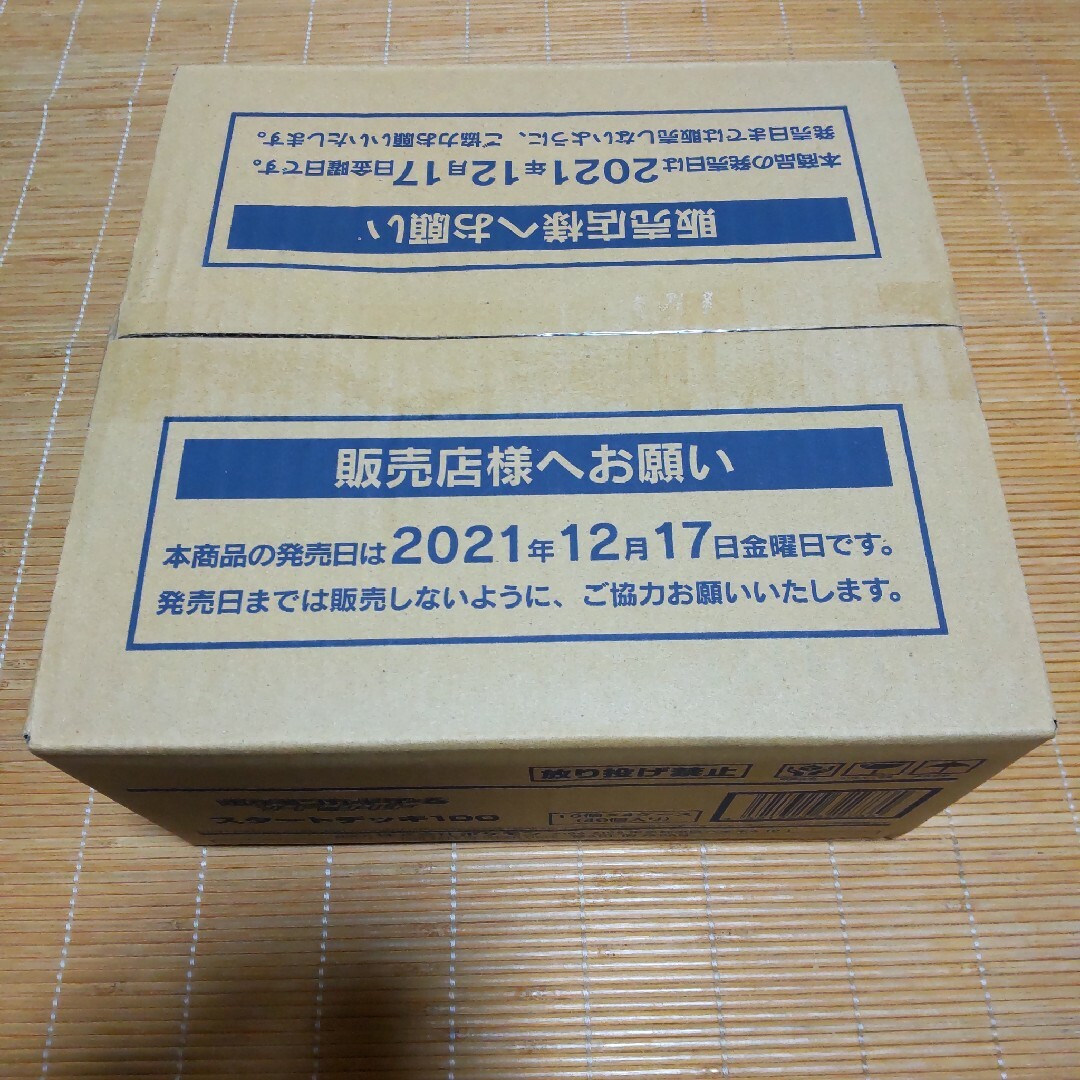 販売店様へお願い
本商品の発売日は2021年12月17日金曜日です。
発売日までは販売しないように、ご協力お願いいたします。
販売店様へお願い
本商品の発売日は2021年12月17日金曜日です。
発売日までは販売しないように、ご協力お願いいたします。
放り投げ禁止
スタートデッキ100